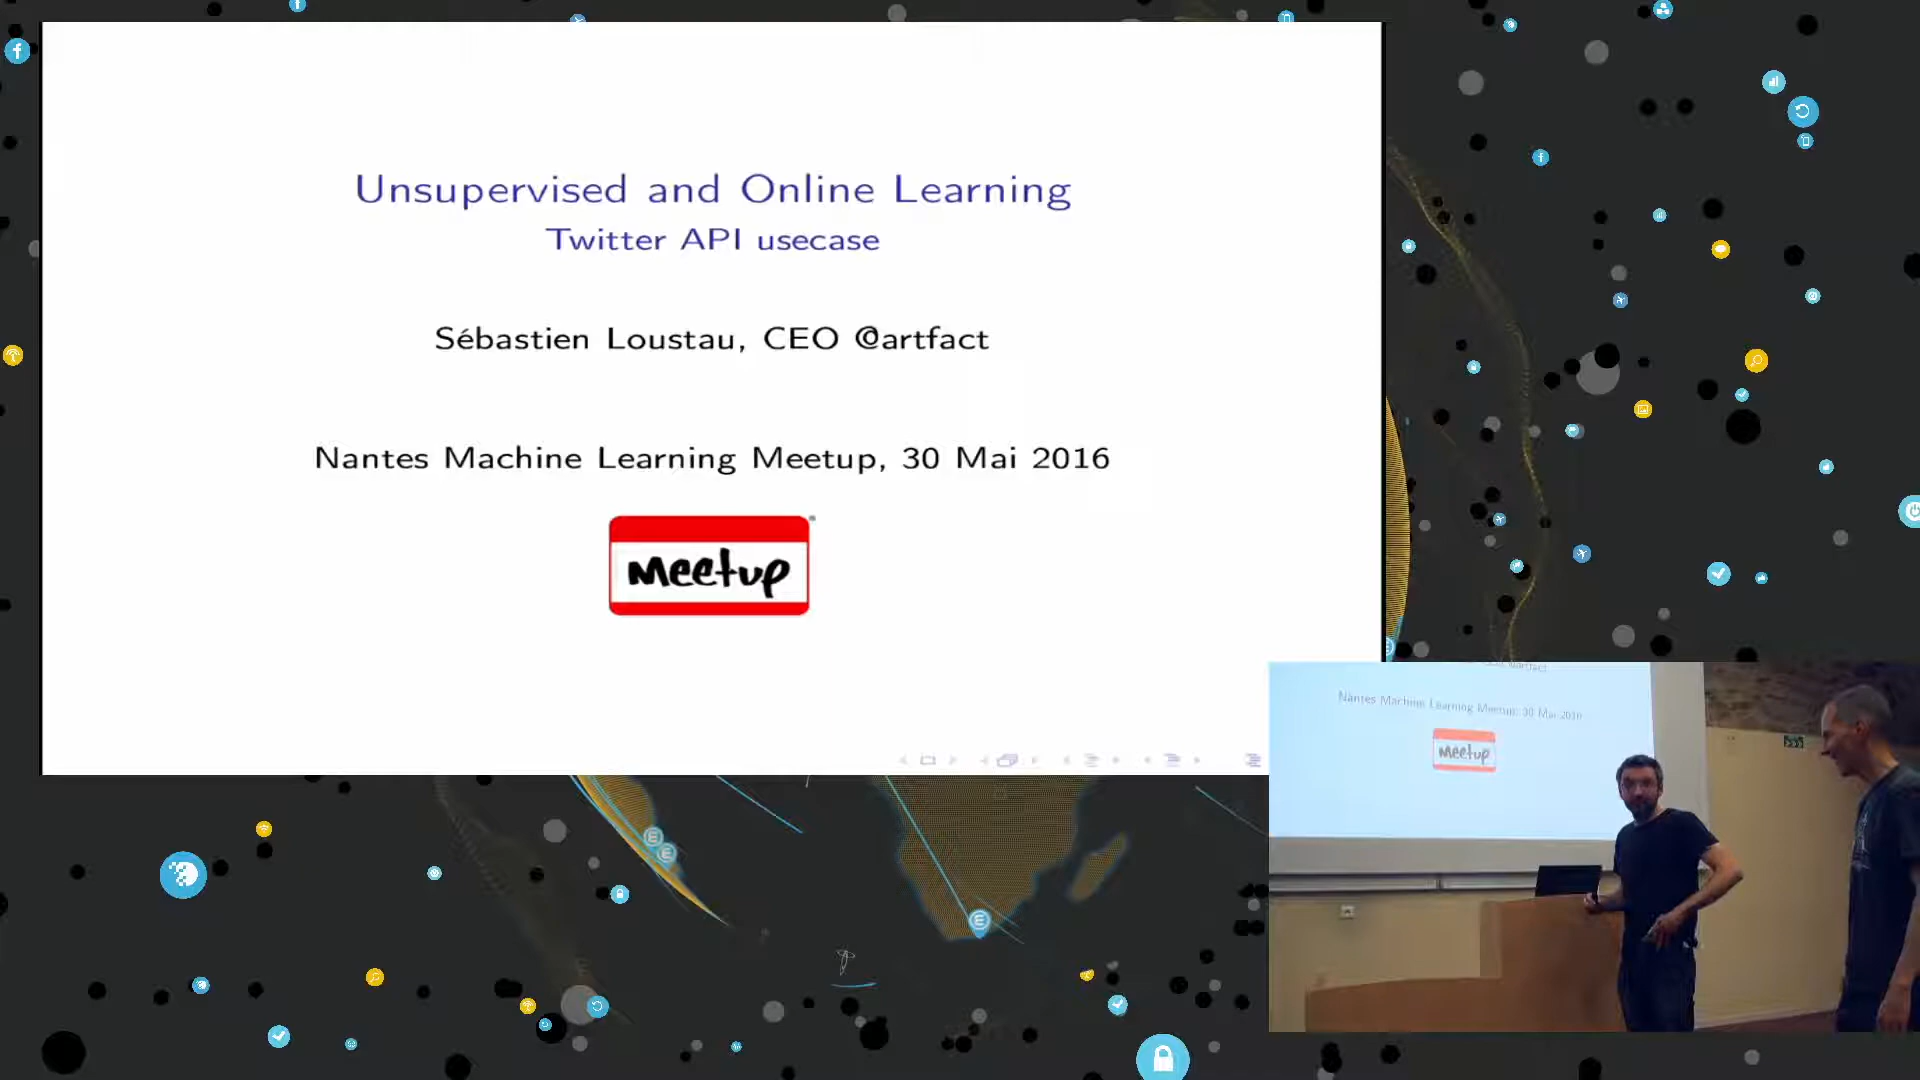 Unsupervised and Online Learning
Twitter API usecase
Sébastien Loustau, CEO @artfact
Nantes Machine Learning Meetup, 30 Mai 2016
Meetup
@artfact
Nantes Machine Learning Meetup, 30 Mai 2016
Meetup